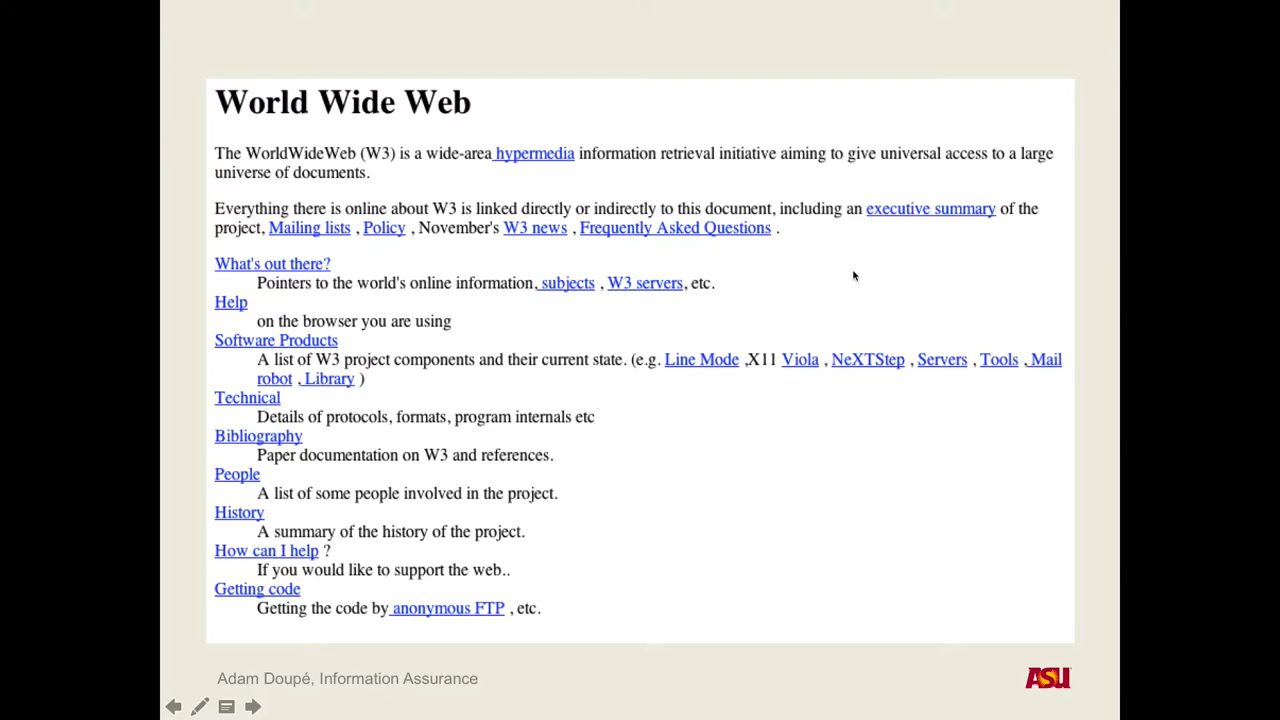 World Wide Web
The WorldWideWeb (W3) is a wide-area hypermedia information retrieval initiative aiming to give universal access to a large
universe of documents.
Everything there is online about W3 is linked directly or indirectly to this document, including an executive summary of the
project, Mailing lists , Policy , November's W3 news , Frequently Asked Questions .
What's out there?
Pointers to the world's online information, subjects , W3 servers, etc.
Help
on the browser you are using
Software Products
A list of W3 project components and their current state. (e.g. Line Mode ,X11 Viola , NeXTStep , Servers , Tools , Mail
robot , Library )
Technical
Details of protocols, formats, program internals etc
Bibliography
Paper documentation on W3 and references.
People
A list of some people involved in the project.
History
A summary of the history of the project.
How can I help ?
If you would like to support the web..
Getting code
Getting the code by anonymous FTP , etc.
Adam Doupé, Information Assurance
ASU